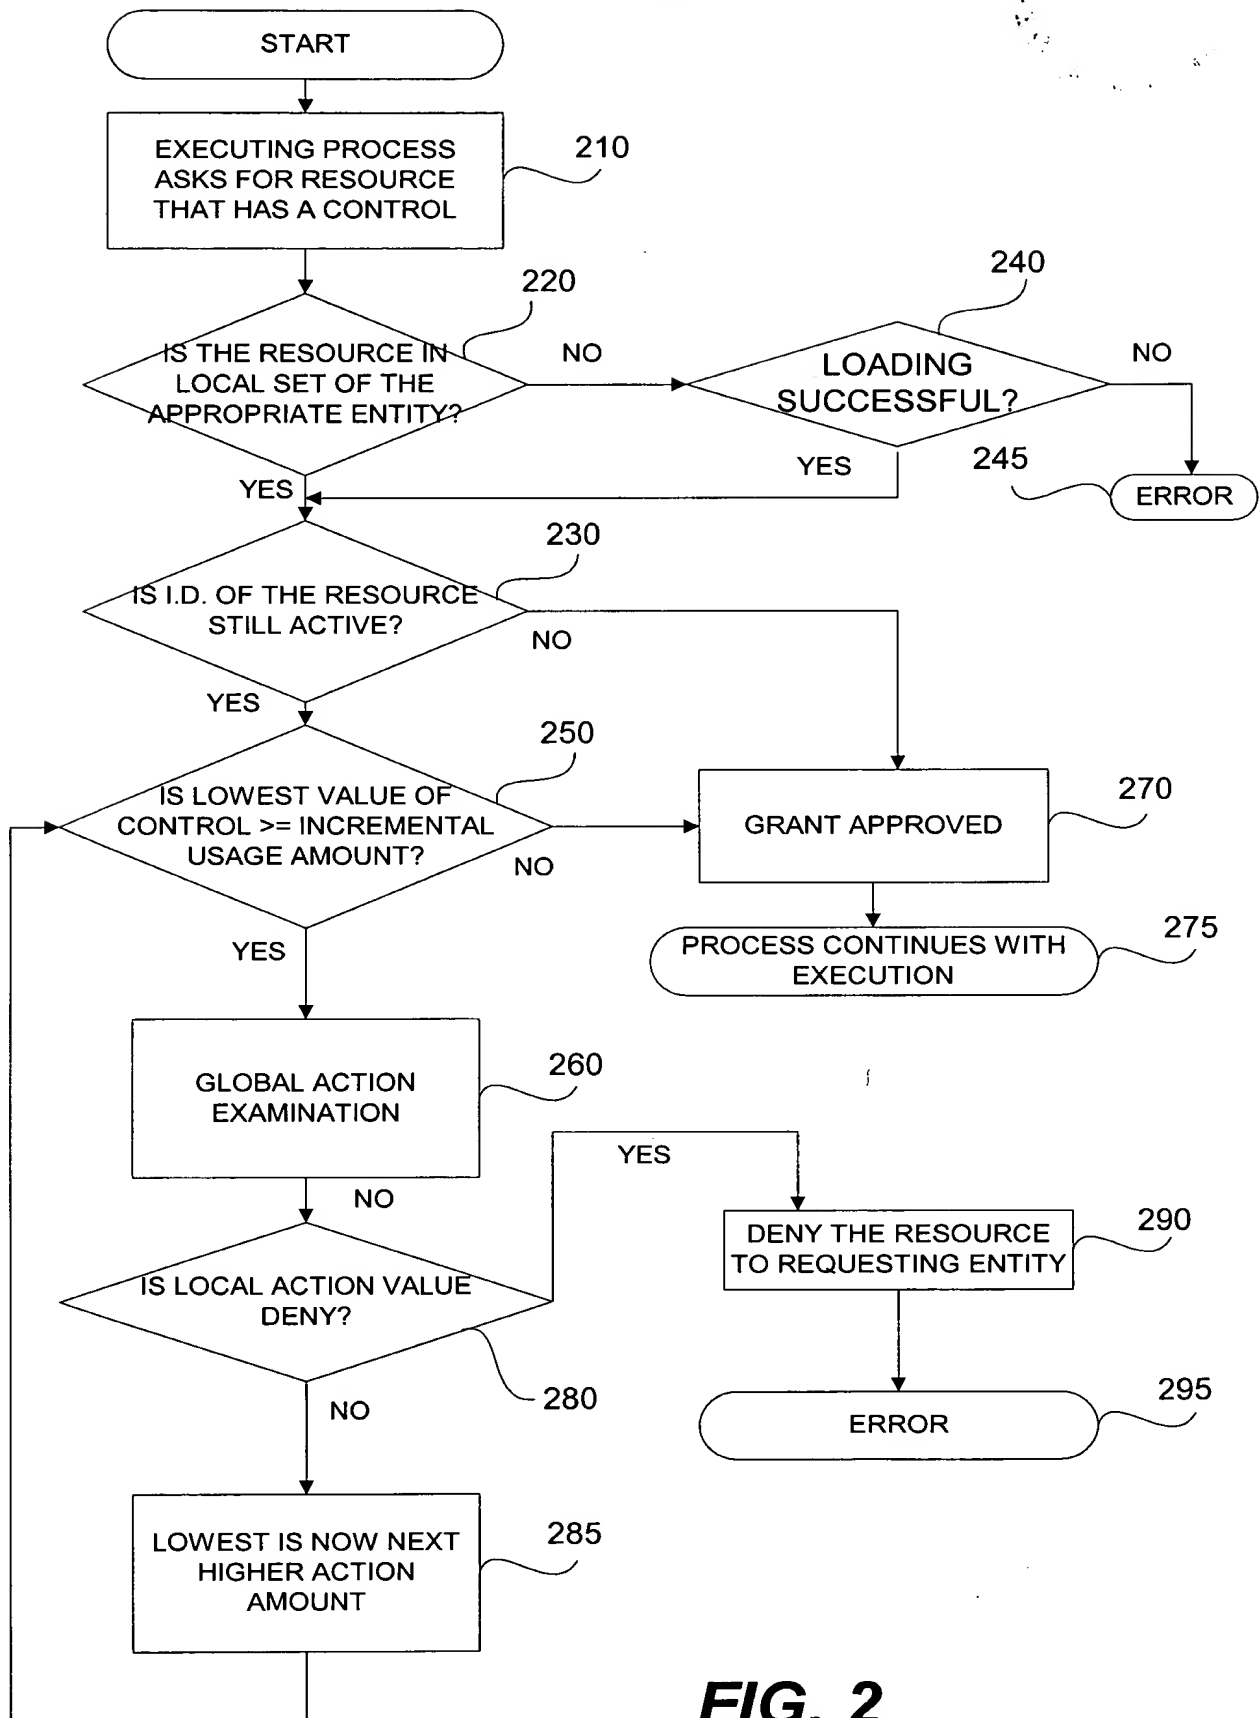 START
EXECUTING PROCESS
ASKS FOR RESOURCE
THAT HAS A CONTROL
210
220
240
IS THE RESOURCE IN
LOCAL SET OF THE
APPROPRIATE ENTITY?
NO
LOADING
SUCCESSFUL?
NO
YES
YES
245
ERROR
230
IS I.D. OF THE RESOURCE
STILL ACTIVE?
NO
YES
250
IS LOWEST VALUE OF
CONTROL >= INCREMENTAL
USAGE AMOUNT?
NO
YES
GRANT APPROVED
270
PROCESS CONTINUES WITH
EXECUTION
275
GLOBAL ACTION
EXAMINATION
260
NO
YES
IS LOCAL ACTION VALUE
DENY?
280
NO
DENY THE RESOURCE
TO REQUESTING ENTITY
290
ERROR
295
LOWEST IS NOW NEXT
HIGHER ACTION
AMOUNT
285
FIG. 2